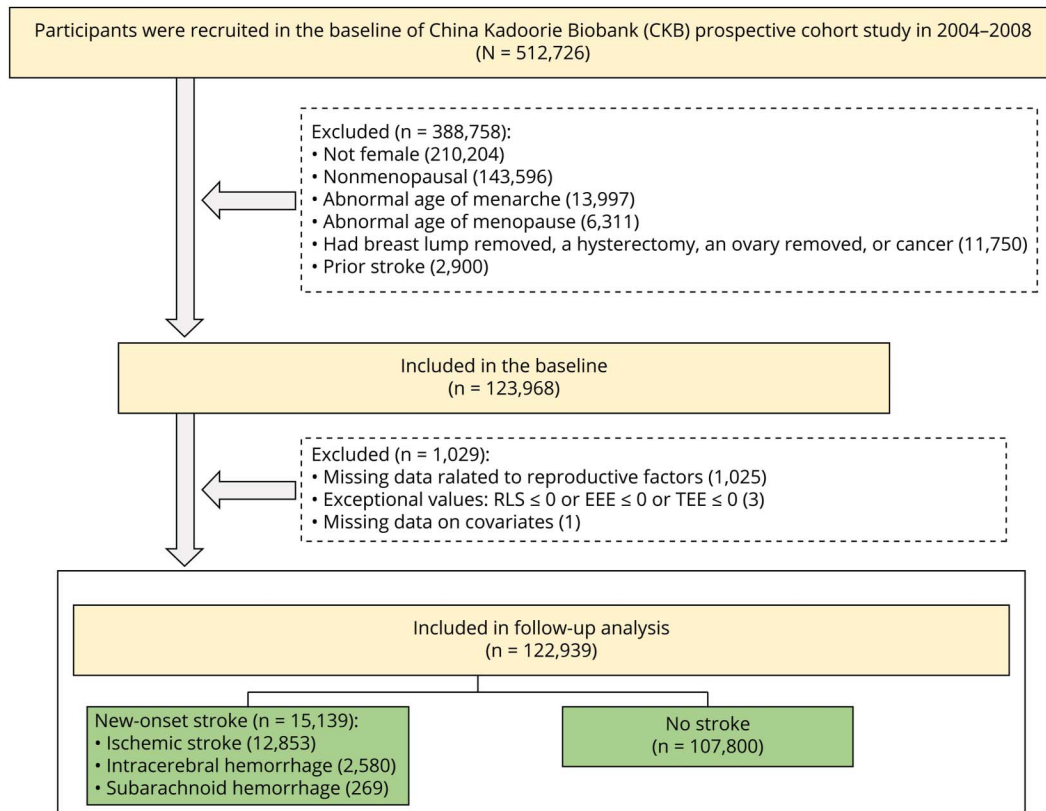 Participants were recruited in the baseline of China Kadoorie Biobank (CKB) prospective cohort study in 2004–2008
(N = 512,726)
Excluded (n = 388,758):
• Not female (210,204)
• Nonmenopausal (143,596)
• Abnormal age of menarche (13,997)
• Abnormal age of menopause (6,311)
• Had breast lump removed, a hysterectomy, an ovary removed, or cancer (11,750)
• Prior stroke (2,900)
Included in the baseline
(n = 123,968)
Excluded (n = 1,029):
• Missing data ralated to reproductive factors (1,025)
• Exceptional values: RLS ≤ 0 or EEE ≤ 0 or TEE ≤ 0 (3)
• Missing data on covariates (1)
Included in follow-up analysis
(n = 122,939)
New-onset stroke (n = 15,139):
• Ischemic stroke (12,853)
• Intracerebral hemorrhage (2,580)
• Subarachnoid hemorrhage (269)
No stroke
(n = 107,800)